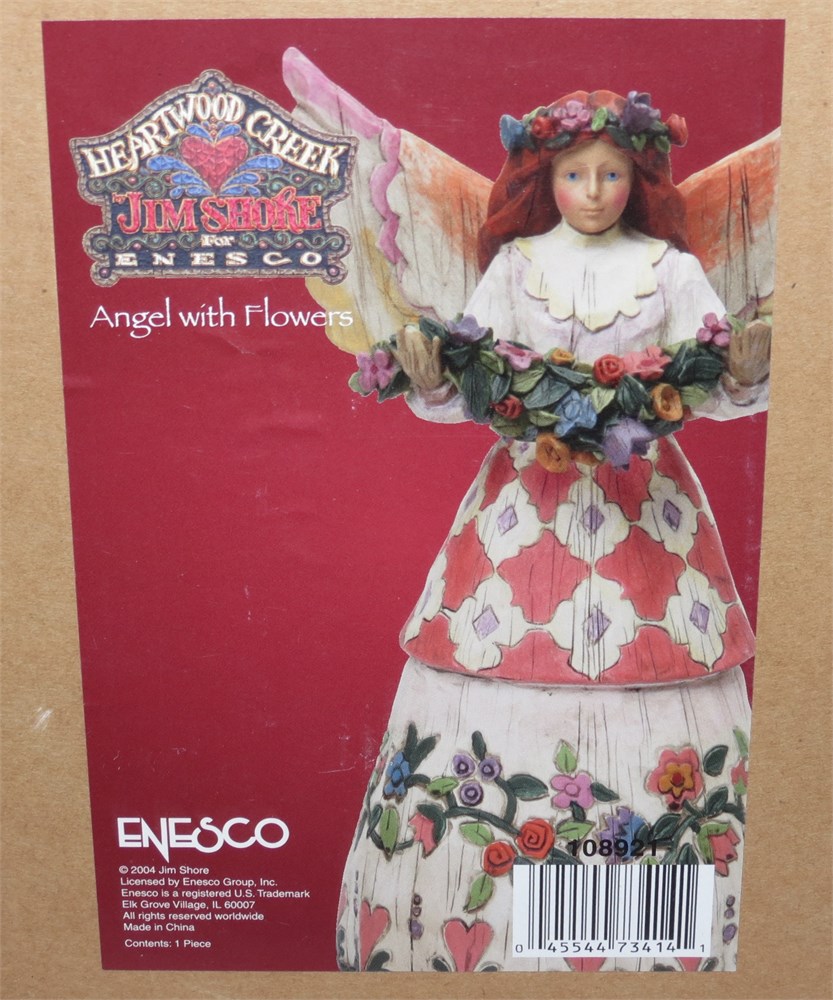 HEARTWOOD CREEK
JIM SHORE
For
ENESCO
Angel with Flowers
ENESCO
© 2004 Jim Shore
Licensed by Enesco Group, Inc.
Enesco is a registered U.S. Trademark
Elk Grove Village, IL 60007
All rights reserved worldwide
Made in China
Contents: 1 Piece
108921
0 45544 73414 1